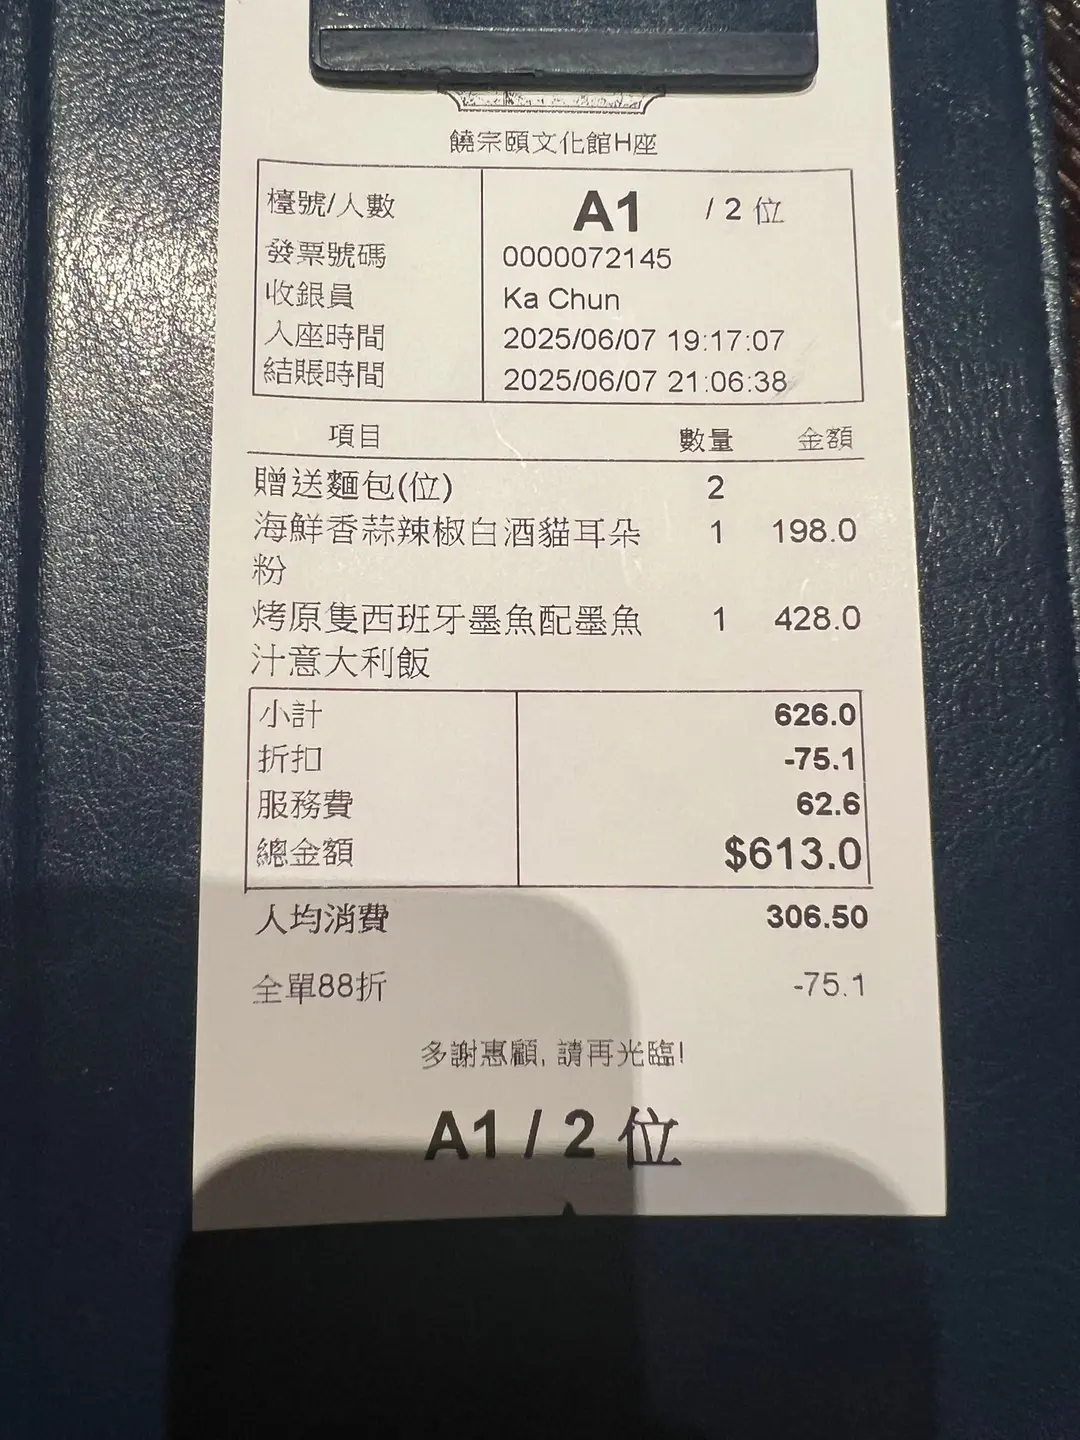 饒宗頤文化館H座
檯號/人數 A1 / 2 位
發票號碼 0000072145
收銀員 Ka Chun
入座時間 2025/06/07 19:17:07
結賬時間 2025/06/07 21:06:38
項目 數量 金額
贈送麵包(位) 2
海鮮香蒜辣椒白酒貓耳朵 1 198.0
粉
烤原隻西班牙墨魚配墨魚 1 428.0
汁意大利飯
小計 626.0
折扣 -75.1
服務費 62.6
總金額 $613.0
人均消費 306.50
全單88折 -75.1
多謝惠顧, 請再光臨!
A1 / 2 位